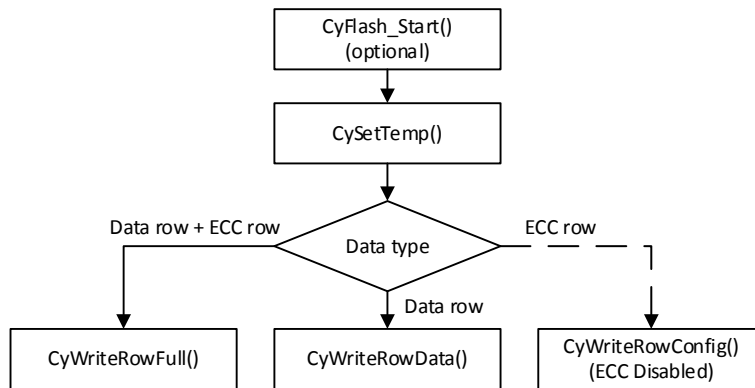 CyFlash_Start()
(optional)
CySetTemp()
Data row + ECC row
ECC row
Data type
Data row
CyWriteRowFull()
CyWriteRowData()
CyWriteRowConfig()
(ECC Disabled)